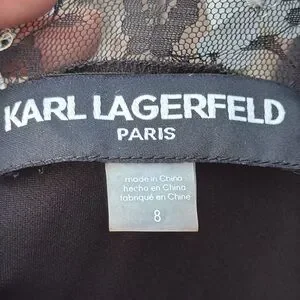 KARL LAGERFELD
PARIS
made in China
hecho en China
fabriqué en Chine
8